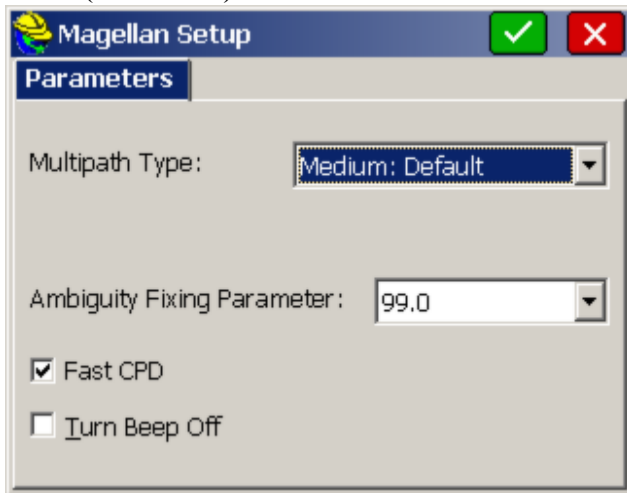 Magellan Setup
Parameters
Multipath Type: Medium: Default
Ambiguity Fixing Parameter: 99.0
Fast CPD
Turn Beep Off